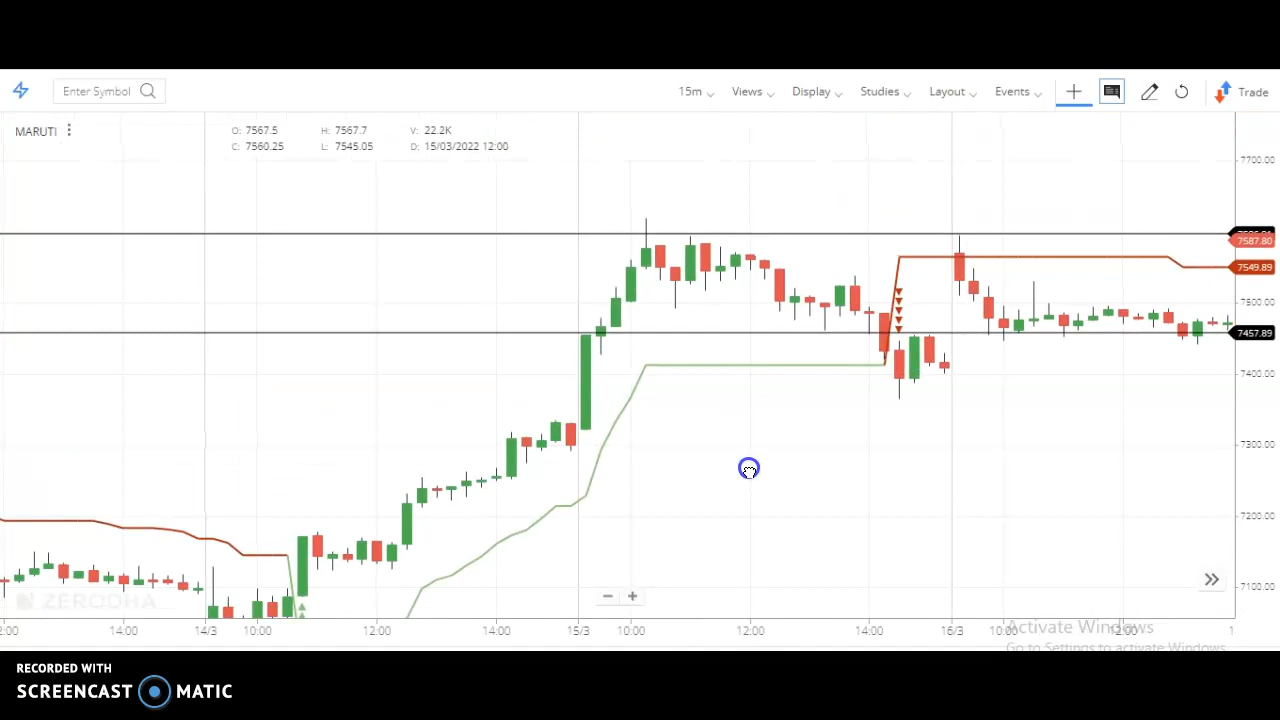 Enter Symbol
15m Views Display Studies Layout Events Trade
MARUTI
O: 7567.5 H: 7567.7 V: 22.2K
C: 7560.25 L: 7545.05 D: 15/03/2022 12:00
7700.00
7587.80
7549.89
7500.00
7457.89
7400.00
7300.00
7200.00
7100.00
ZERODHA
14:00 14/3 10:00 12:00 14:00 15/3 10:00 12:00 14:00 16/3 10:00 12:00
Activate Windows
Go to Settings to activate Windows.
RECORDED WITH
SCREENCAST MATIC